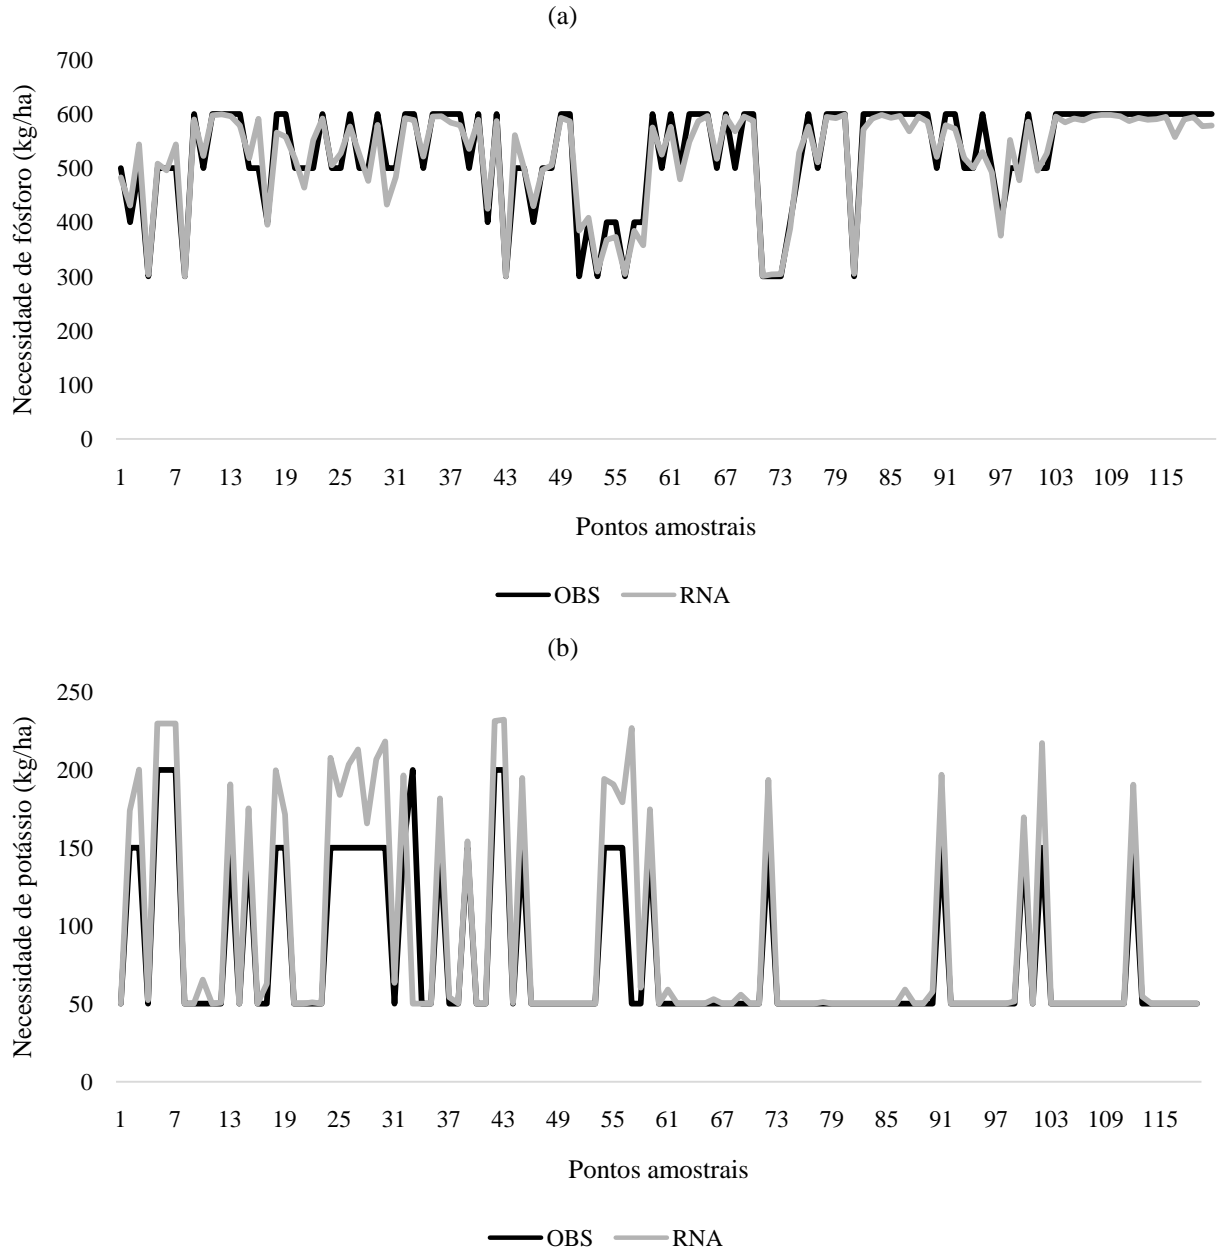 (a)
Necessidade de fósforo (kg/ha)
700
600
500
400
300
200
100
0
1 7 13 19 25 31 37 43 49 55 61 67 73 79 85 91 97 103 109 115
Pontos amostrais
OBS RNA
(b)
Necessidade de potássio (kg/ha)
250
200
150
100
50
0
1 7 13 19 25 31 37 43 49 55 61 67 73 79 85 91 97 103 109 115
Pontos amostrais
OBS RNA